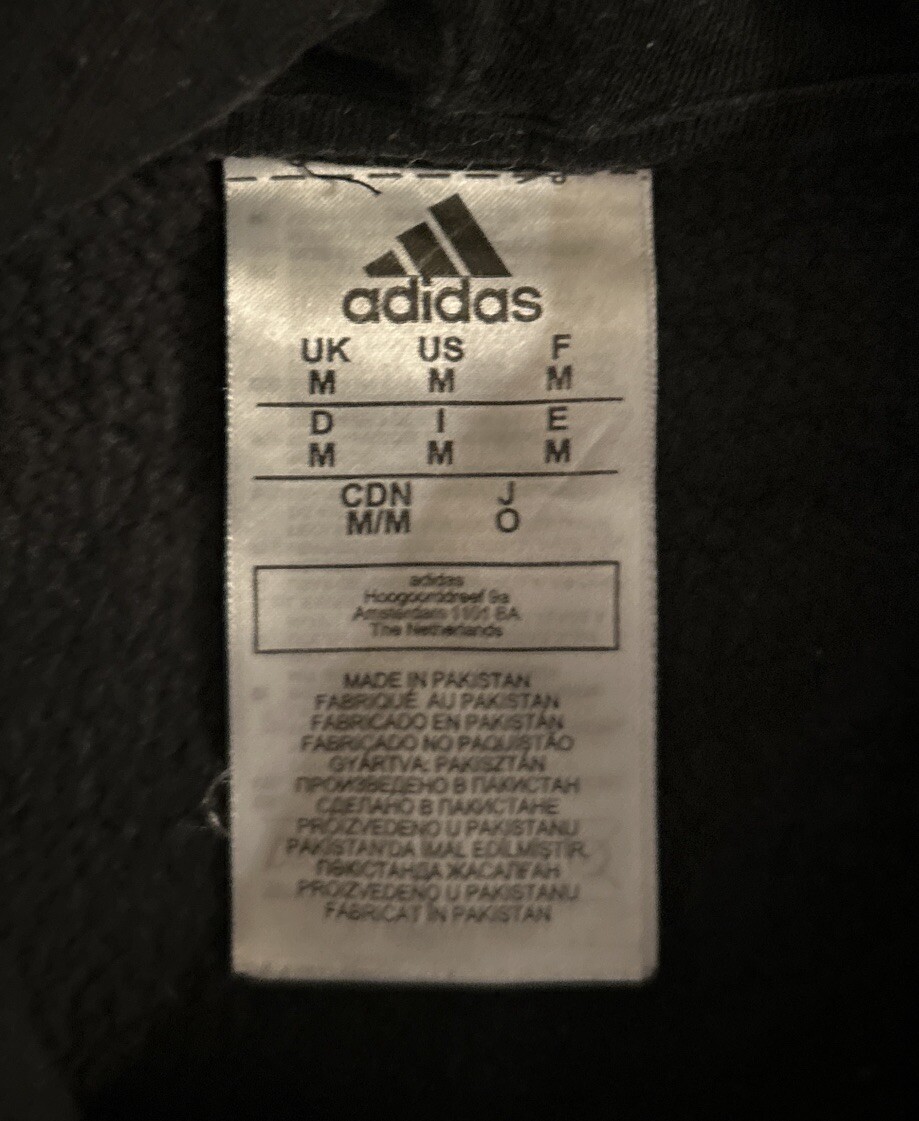 adidas
UK US F
M M M
D I E
M M M
CDN J
M/M O
adidas
Hoogoorddreef 9a
Amsterdam 1101 BA
The Netherlands
MADE IN PAKISTAN
FABRIQUÉ AU PAKISTAN
FABRICADO EN PAKISTÁN
FABRICADO NO PAQUISTÃO
GYÁRTVA: PAKISZTÁN
ПРОИЗВЕДЕНО В ПАКИСТАН
СДЕЛАНО В ПАКИСТАНЕ
PROIZVEDENO U PAKISTANU
PAKİSTAN'DA İMAL EDİLMİŞTİR.
ПӘКІСТАНДА ЖАСАЛҒАН
PROIZVEDENO U PAKISTANU
FABRICAT ÎN PAKISTAN